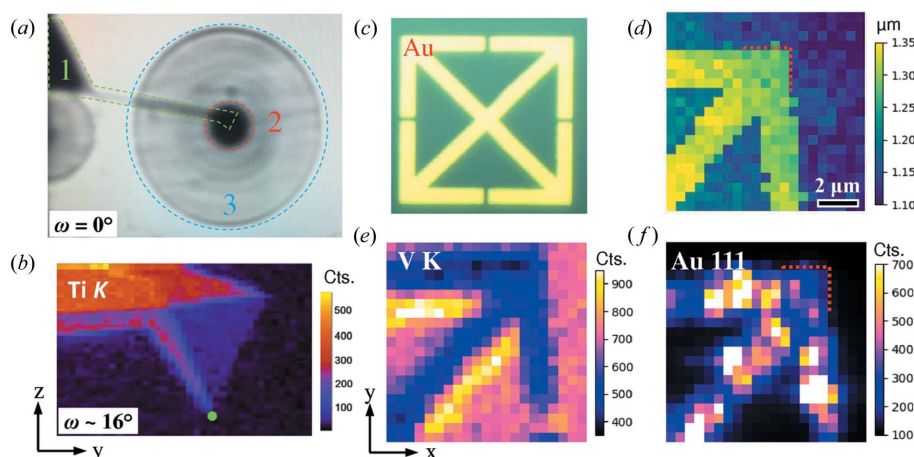 (a)
1
2
3
ω = 0°
(b)
Ti K
Cts.
500
400
300
200
100
z
y
ω ~ 16°
(c)
Au
(d)
µm
1.35
1.30
1.25
1.20
1.15
1.10
2 µm
(e)
V K
Cts.
900
800
700
600
500
400
y
x
(f)
Au 111
Cts.
700
600
500
400
300
200
100